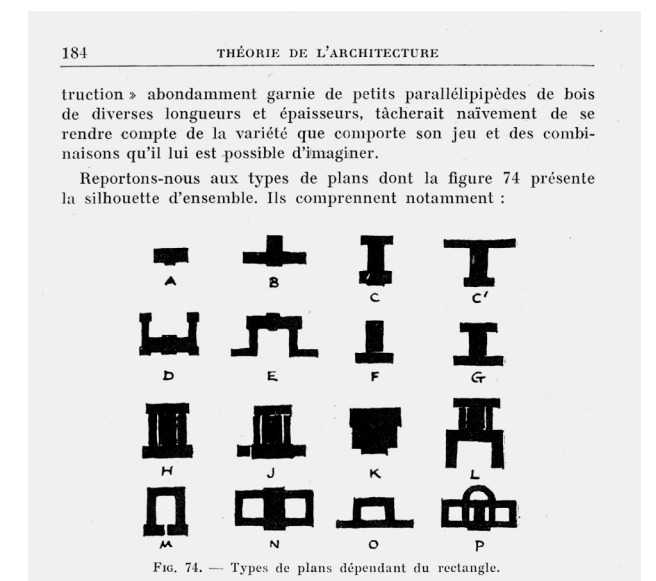 184 THÉORIE DE L'ARCHITECTURE
truction » abondamment garnie de petits parallélipipèdes de bois
de diverses longueurs et épaisseurs, tâcherait naïvement de se
rendre compte de la variété que comporte son jeu et des combi-
naisons qu'il lui est possible d'imaginer.
Reportons-nous aux types de plans dont la figure 74 présente
la silhouette d'ensemble. Ils comprennent notamment :
A B C C'
D E F G
H J K L
M N O P
FIG. 74. — Types de plans dépendant du rectangle.